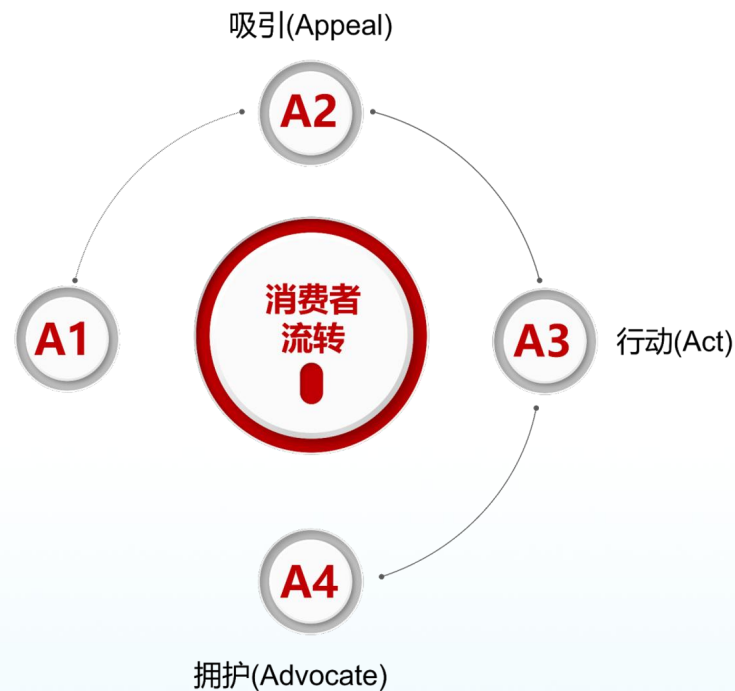 吸引(Appeal)
A2
消费者
流转
A1
A3
行动(Act)
A4
拥护(Advocate)